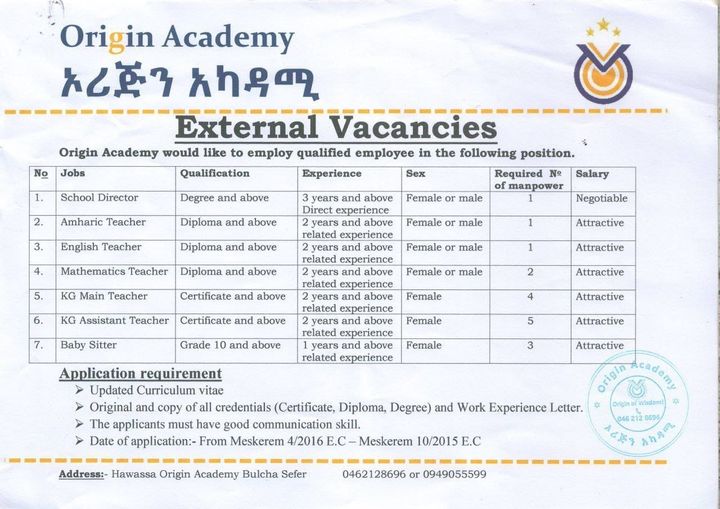 Origin Academy
ኦሪጅን አካዳሚ
External Vacancies
Origin Academy would like to employ qualified employee in the following position.
No Jobs Qualification Experience Sex Required № of manpower Salary
1. School Director Degree and above 3 years and above Direct experience Female or male 1 Negotiable
2. Amharic Teacher Diploma and above 2 years and above related experience Female or male 1 Attractive
3. English Teacher Diploma and above 2 years and above related experience Female or male 1 Attractive
4. Mathematics Teacher Diploma and above 2 years and above related experience Female or male 2 Attractive
5. KG Main Teacher Certificate and above 2 years and above related experience Female 4 Attractive
6. KG Assistant Teacher Certificate and above 2 years and above related experience Female 5 Attractive
7. Baby Sitter Grade 10 and above 1 years and above related experience Female 3 Attractive
Application requirement
➢ Updated Curriculum vitae
➢ Original and copy of all credentials (Certificate, Diploma, Degree) and Work Experience Letter.
➢ The applicants must have good communication skill.
➢ Date of application:- From Meskerem 4/2016 E.C – Meskerem 10/2015 E.C
Origin Academy
Origin of Wisdom!
046 212 8696
ኦሪጅን አካዳሚ
Address:- Hawassa Origin Academy Bulcha Sefer 0462128696 or 0949055599